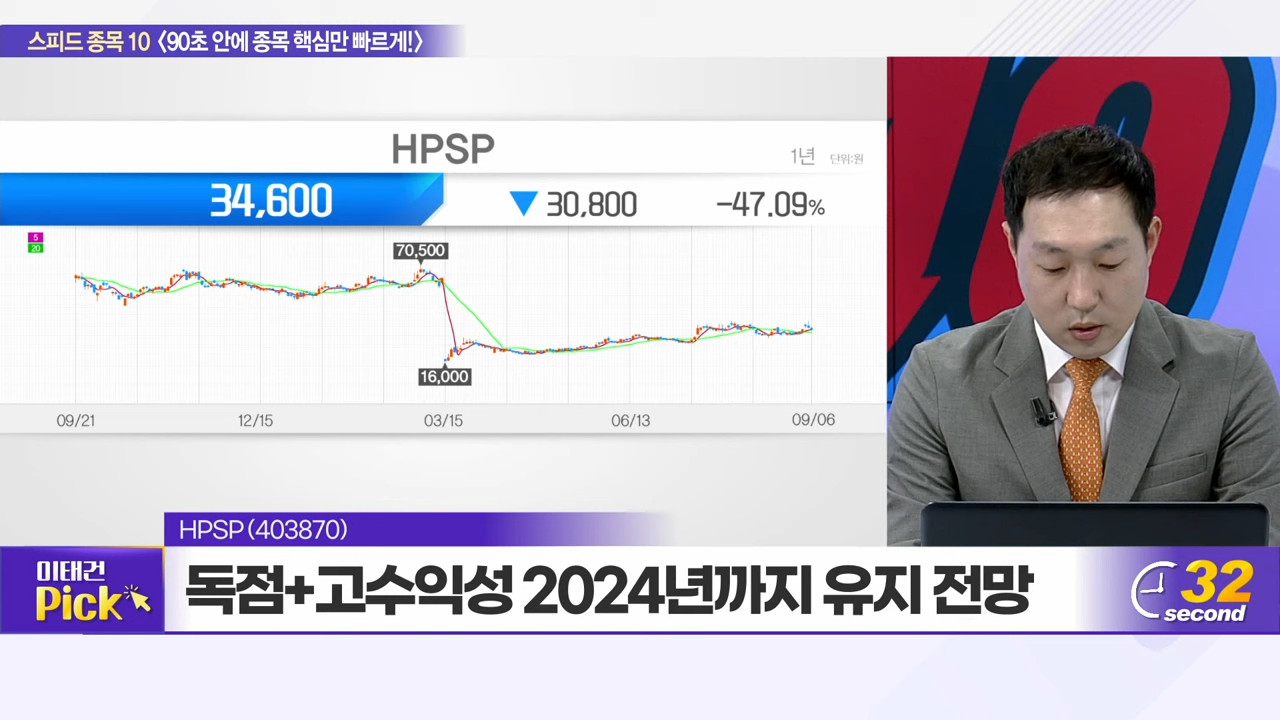 스피드 종목 10 〈90초 안에 종목 핵심만 빠르게!〉
HPSP
1년 단위:원
34,600 ▼ 30,800 -47.09%
5
20
70,500
16,000
09/21 12/15 03/15 06/13 09/06
HPSP(403870)
이태건
Pick
독점+고수익성 2024년까지 유지 전망
32
second